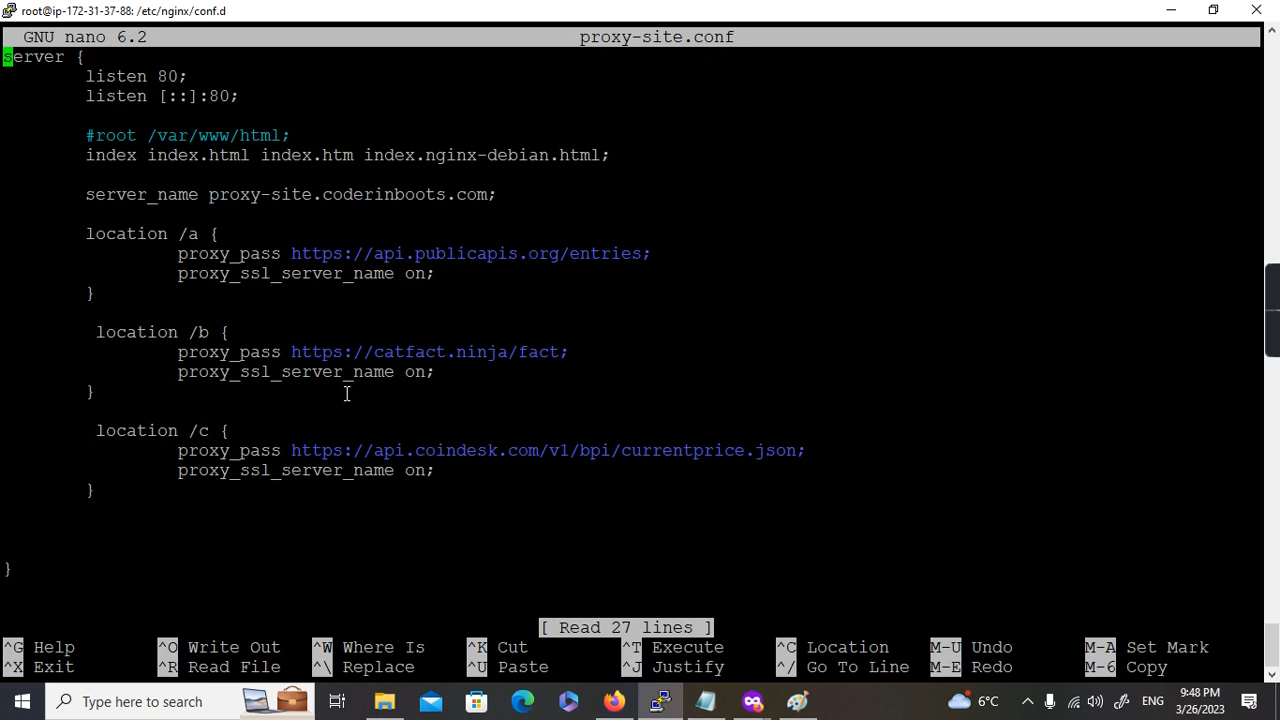 root@ip-172-31-37-88: /etc/nginx/conf.d
GNU nano 6.2 proxy-site.conf
server {
listen 80;
listen [::]:80;
#root /var/www/html;
index index.html index.htm index.nginx-debian.html;
server_name proxy-site.coderinboots.com;
location /a {
proxy_pass https://api.publicapis.org/entries;
proxy_ssl_server_name on;
}
location /b {
proxy_pass https://catfact.ninja/fact;
proxy_ssl_server_name on;
}
location /c {
proxy_pass https://api.coindesk.com/v1/bpi/currentprice.json;
proxy_ssl_server_name on;
}
}
[ Read 27 lines ]
^G Help ^O Write Out ^W Where Is ^K Cut ^T Execute ^C Location M-U Undo M-A Set Mark
^X Exit ^R Read File ^\ Replace ^U Paste ^J Justify ^/ Go To Line M-E Redo M-6 Copy
Type here to search 6°C ENG 9:48 PM
3/26/2023